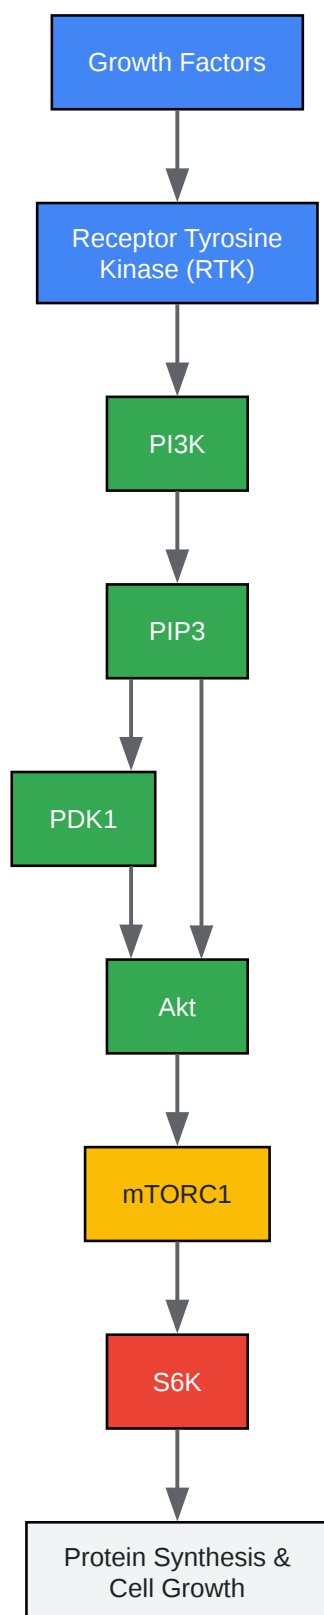 Growth Factors
Receptor Tyrosine
Kinase (RTK)
PI3K
PIP3
PDK1
Akt
mTORC1
S6K
Protein Synthesis &
Cell Growth